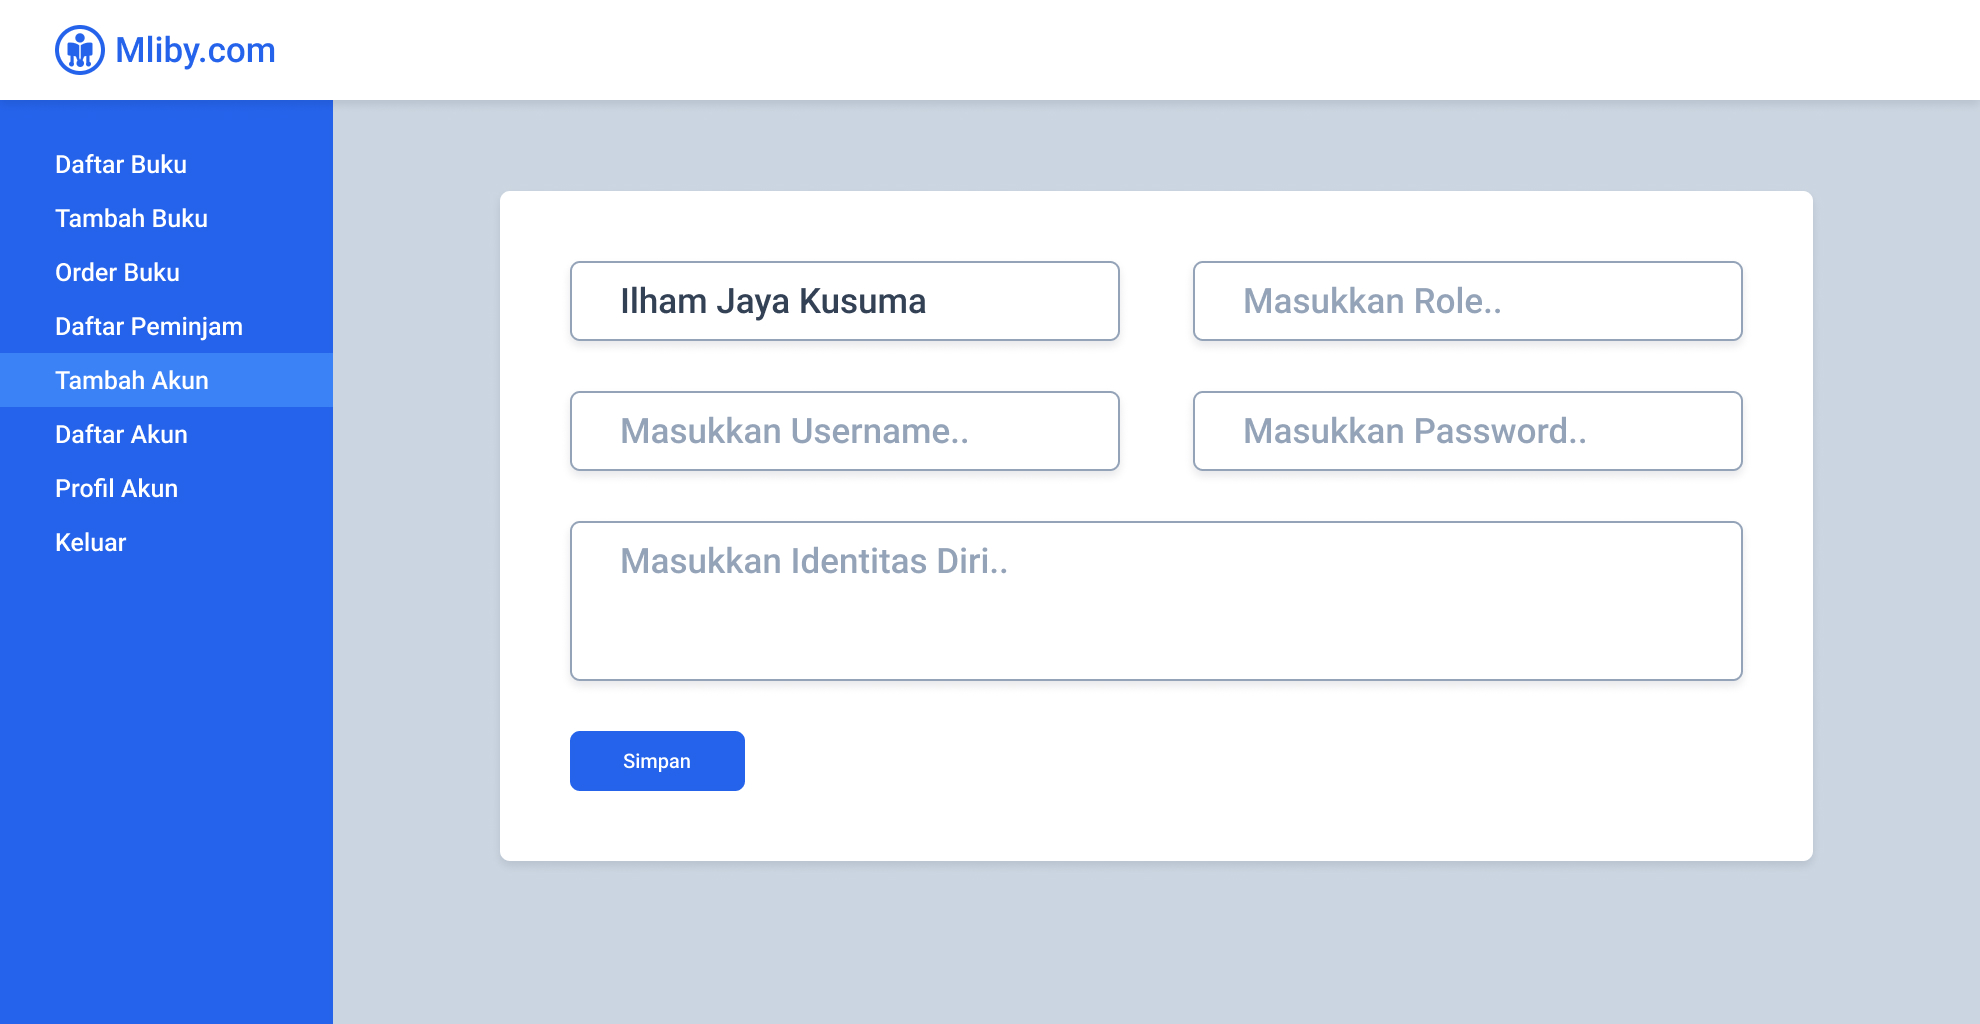 Mliby.com
Daftar Buku
Tambah Buku
Order Buku
Daftar Peminjam
Tambah Akun
Daftar Akun
Profil Akun
Keluar
Ilham Jaya Kusuma
Masukkan Role..
Masukkan Username..
Masukkan Password..
Masukkan Identitas Diri..
Simpan